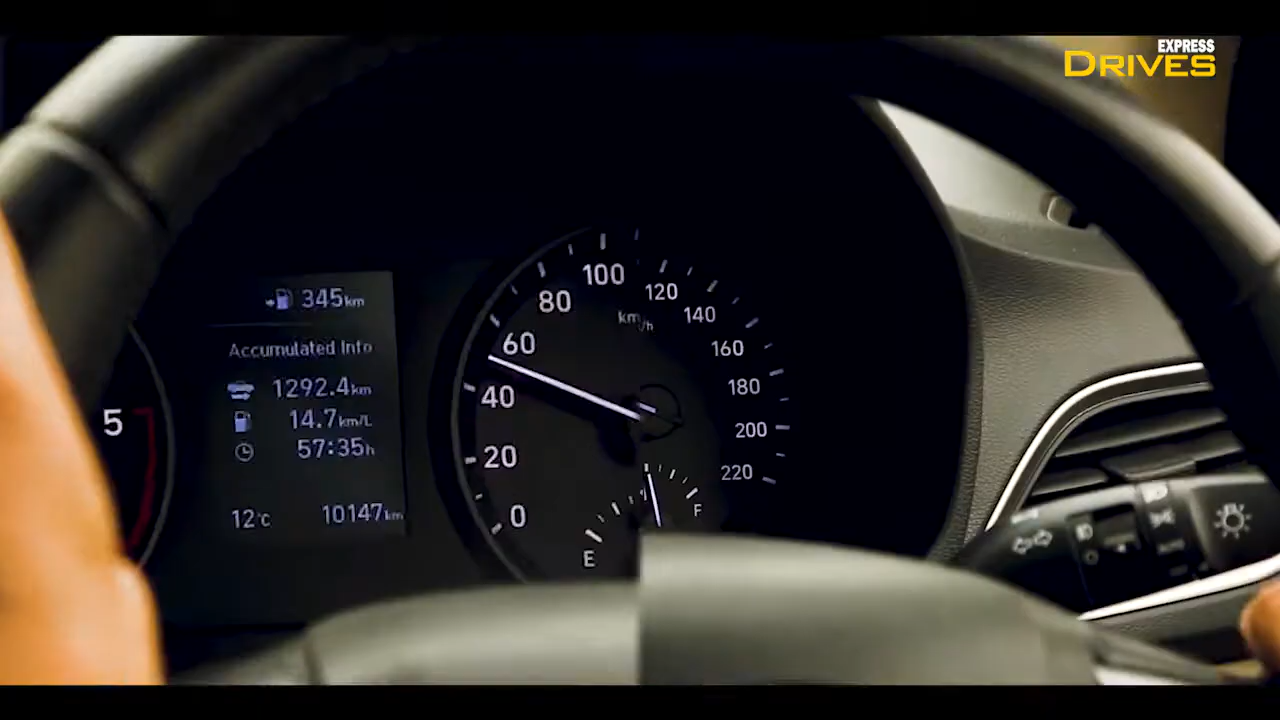 EXPRESS
DRIVES
345km
Accumulated Info
1292.4km
14.7km/L
57:35h
12℃ 10147km
5
100
80
60
40
20
0
km/h
120
140
160
180
200
220
E
F